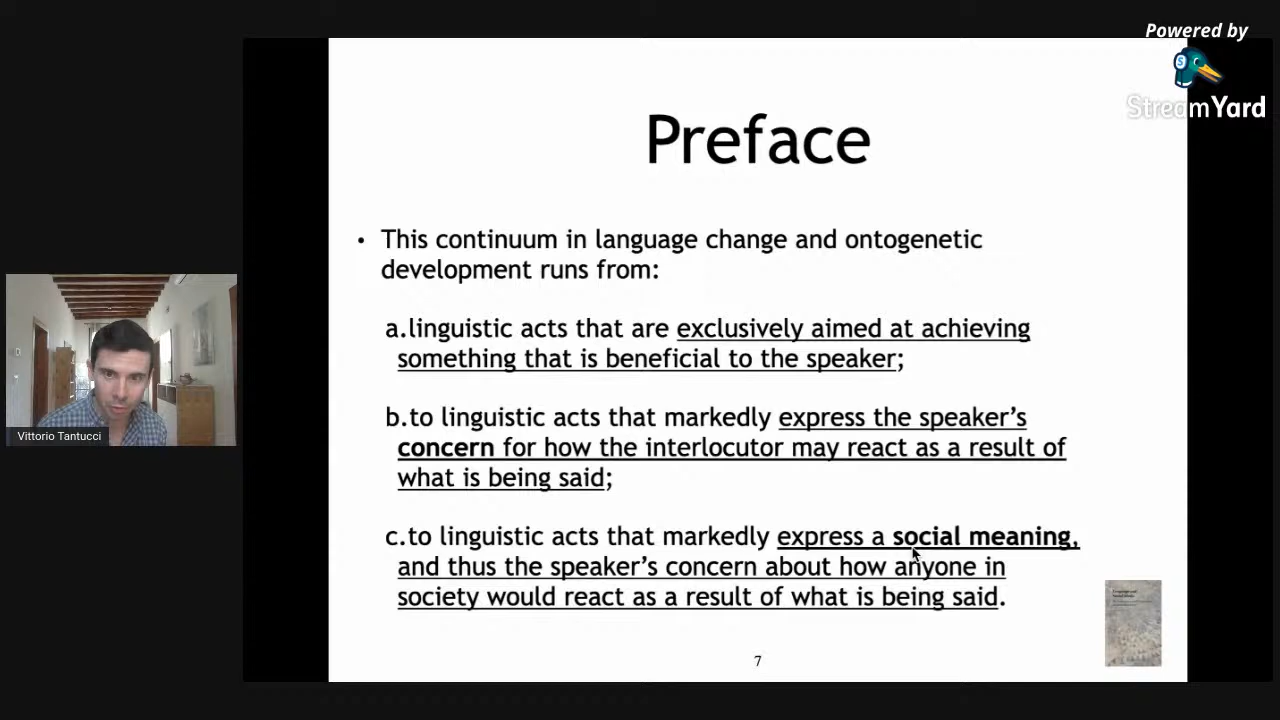 Powered by
StreamYard
Preface
• This continuum in language change and ontogenetic
development runs from:
a.linguistic acts that are exclusively aimed at achieving
something that is beneficial to the speaker;
b.to linguistic acts that markedly express the speaker’s
concern for how the interlocutor may react as a result of
what is being said;
c.to linguistic acts that markedly express a social meaning,
and thus the speaker’s concern about how anyone in
society would react as a result of what is being said.
Vittorio Tantucci
7